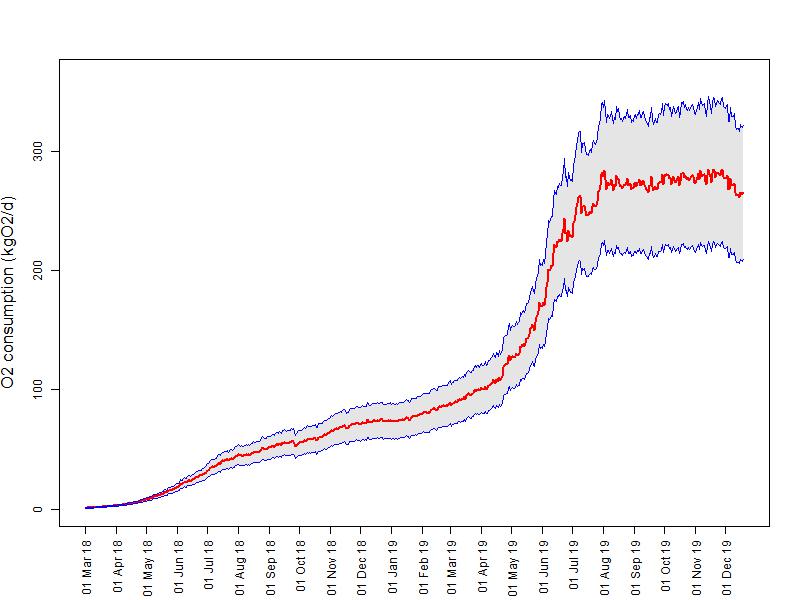 O2 consumption (kgO2/d)
300
200
100
0
01 Mar 18
01 Apr 18
01 May 18
01 Jun 18
01 Jul 18
01 Aug 18
01 Sep 18
01 Oct 18
01 Nov 18
01 Dec 18
01 Jan 19
01 Feb 19
01 Mar 19
01 Apr 19
01 May 19
01 Jun 19
01 Jul 19
01 Aug 19
01 Sep 19
01 Oct 19
01 Nov 19
01 Dec 19